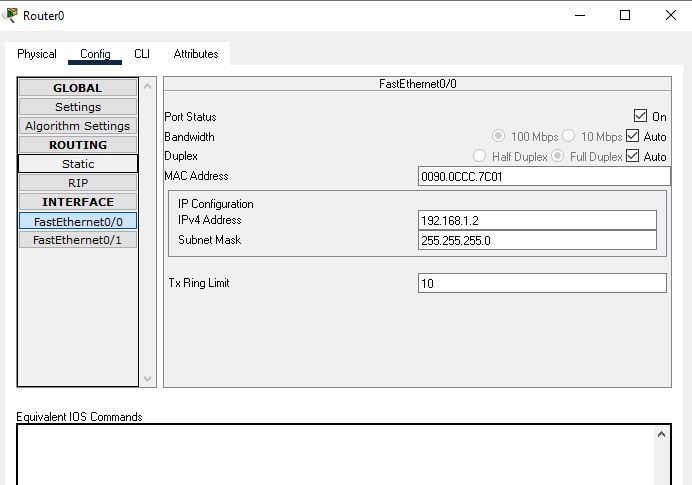 Router0
Physical Config CLI Attributes
GLOBAL
Settings
Algorithm Settings
ROUTING
Static
RIP
INTERFACE
FastEthernet0/0
FastEthernet0/1
FastEthernet0/0
Port Status On
Bandwidth 100 Mbps 10 Mbps Auto
Duplex Half Duplex Full Duplex Auto
MAC Address 0090.0CCC.7C01
IP Configuration
IPv4 Address 192.168.1.2
Subnet Mask 255.255.255.0
Tx Ring Limit 10
Equivalent IOS Commands